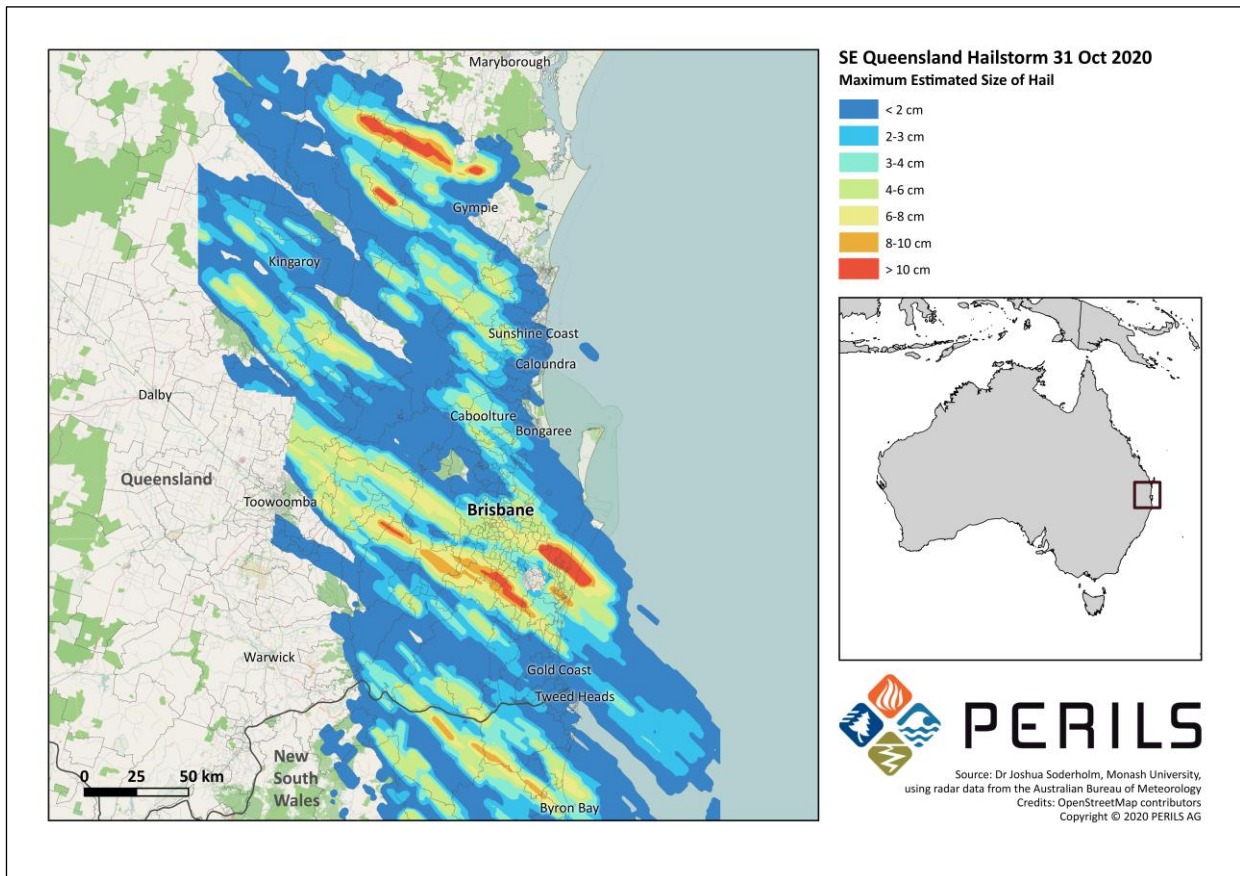 SE Queensland Hailstorm 31 Oct 2020
Maximum Estimated Size of Hail
< 2 cm
2-3 cm
3-4 cm
4-6 cm
6-8 cm
8-10 cm
> 10 cm
Maryborough
Gympie
Kingaroy
Sunshine Coast
Caloundra
Dalby
Caboolture
Bongaree
Queensland
Toowoomba
Brisbane
Warwick
Gold Coast
Tweed Heads
New
South
Wales
Byron Bay
0 25 50 km
PERILS
Source: Dr Joshua Soderholm, Monash University,
using radar data from the Australian Bureau of Meteorology
Credits: OpenStreetMap contributors
Copyright © 2020 PERILS AG